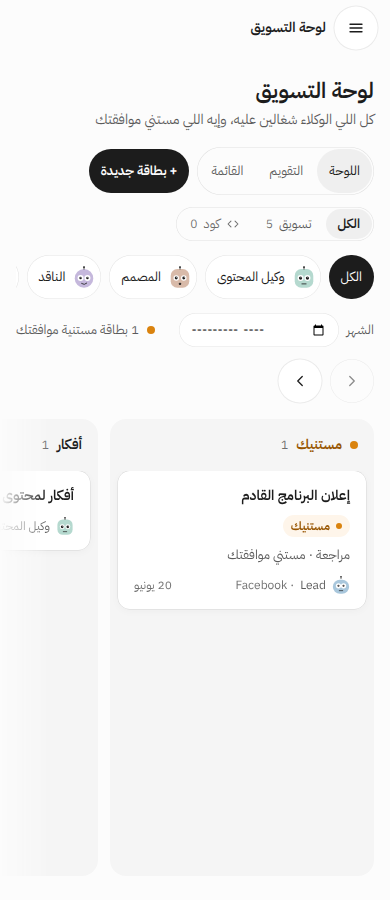 لوحة التسويق
لوحة التسويق
كل اللي الوكلاء شغالين عليه، وإيه اللي مستني موافقتك
اللوحة التقويم القائمة + بطاقة جديدة
الكل تسويق 5 كود 0
الكل وكيل المحتوى المصمم الناقد
الشهر --------- ---- 1 بطاقة مستنية موافقتك
مستنيك 1
إعلان البرنامج القادم
مستنيك
مراجعة · مستني موافقتك
Lead · Facebook 20 يونيو
أفكار 1
أفكار لمحتوى
وكيل